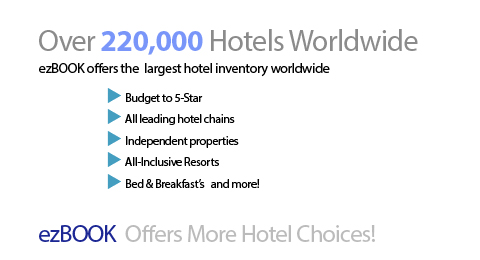 Over 220,000 Hotels Worldwide
ezBOOK offers the largest hotel inventory worldwide
Budget to 5-Star
All leading hotel chains
Independent properties
All-Inclusive Resorts
Bed & Breakfast's and more!
ezBOOK Offers More Hotel Choices!